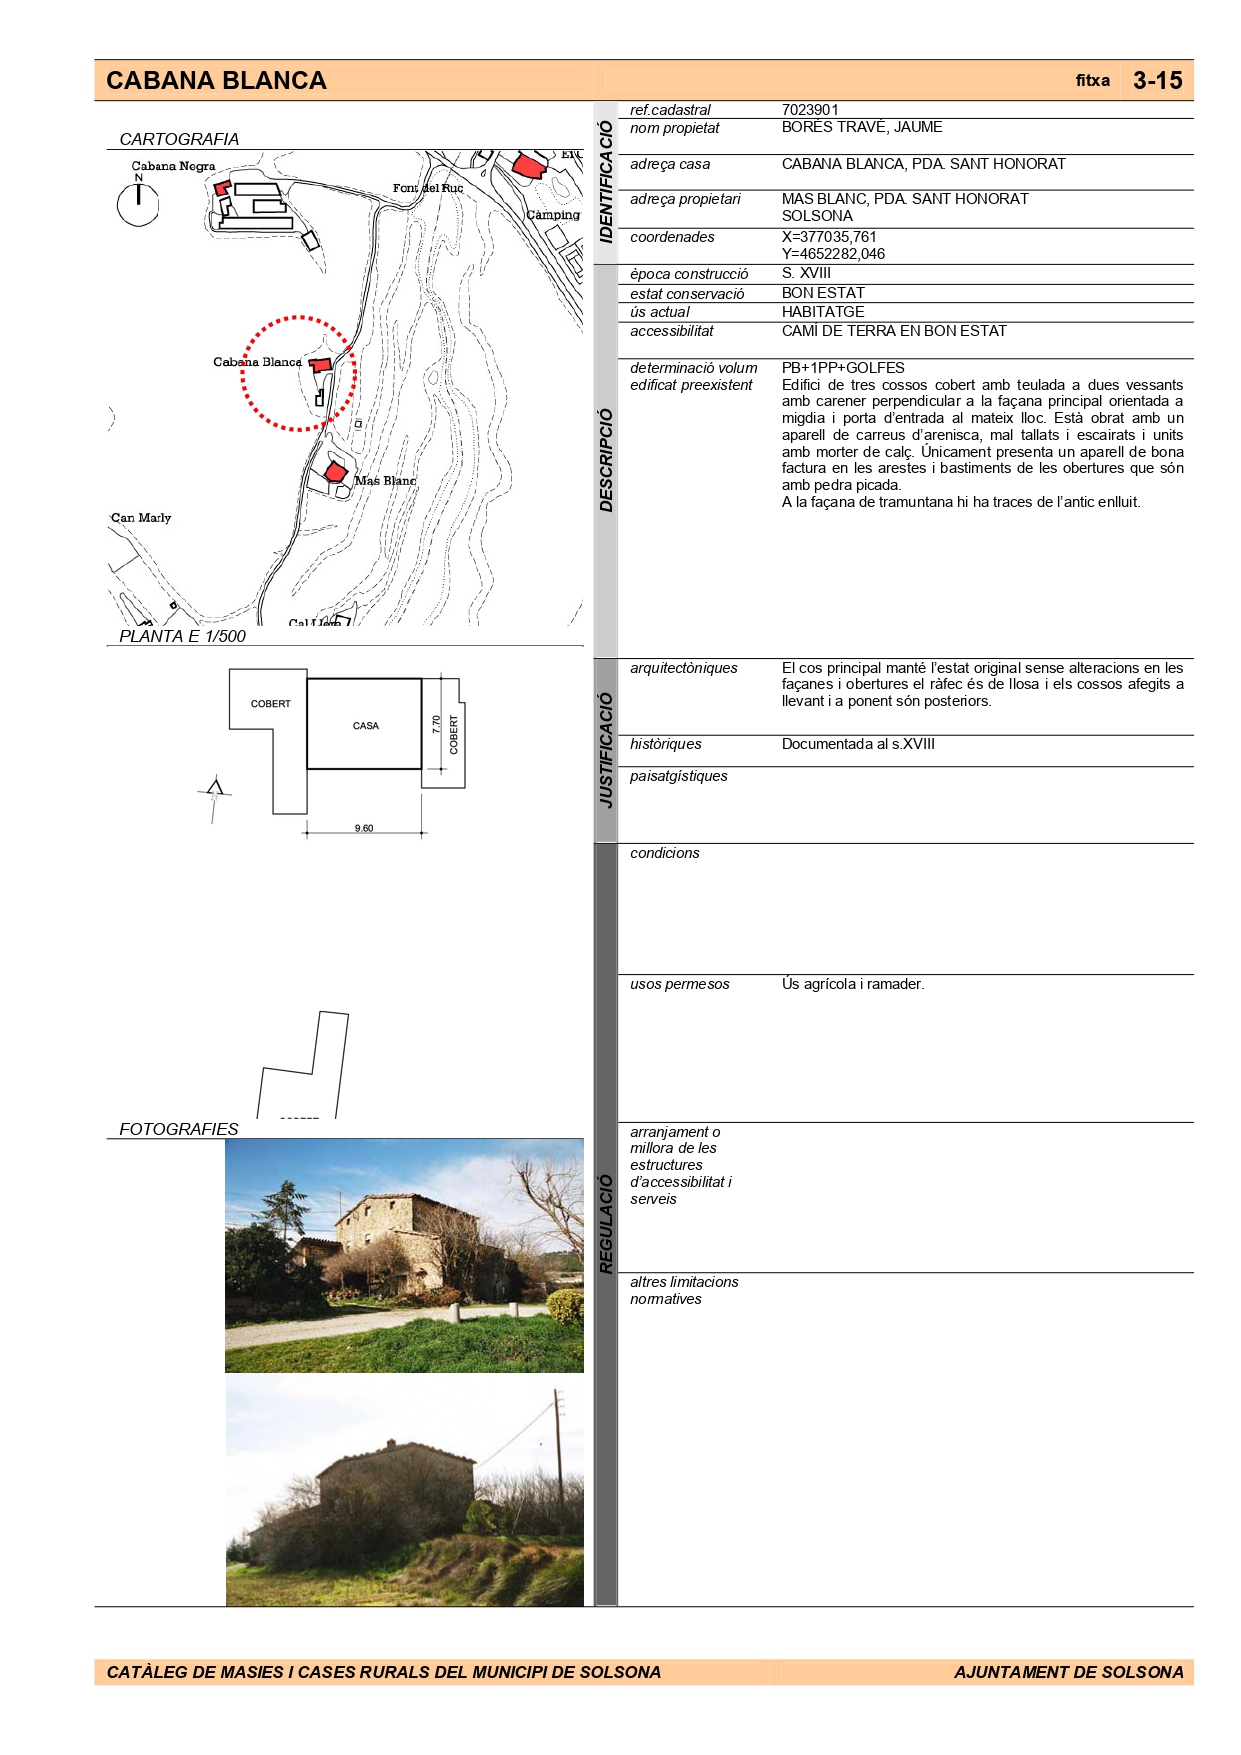 CABANA BLANCA
fitxa 3-15
CARTOGRAFIA
Cabana Negra
N
Font del Ruc
Càmping
Cabana Blanca
Mas Blanc
Can Marly
PLANTA E 1/500
COBERT
CASA
7.70
COBERT
9.60
FOTOGRAFIES
IDENTIFICACIÓ
ref.cadastral 7023901
nom propietat BORÉS TRAVÉ, JAUME
adreça casa CABANA BLANCA, PDA. SANT HONORAT
adreça propietari MAS BLANC, PDA. SANT HONORAT
SOLSONA
coordenades X=377035,761
Y=4652282,046
DESCRIPCIÓ
època construcció S. XVIII
estat conservació BON ESTAT
ús actual HABITATGE
accessibilitat CAMÍ DE TERRA EN BON ESTAT
determinació volum PB+1PP+GOLFES
edificat preexistent Edifici de tres cossos cobert amb teulada a dues vessants
amb carener perpendicular a la façana principal orientada a
migdia i porta d’entrada al mateix lloc. Està obrat amb un
aparell de carreus d’arenisca, mal tallats i escairats i units
amb morter de calç. Únicament presenta un aparell de bona
factura en les arestes i bastiments de les obertures que són
amb pedra picada.
A la façana de tramuntana hi ha traces de l’antic enlluit.
JUSTIFICACIÓ
arquitectòniques El cos principal manté l’estat original sense alteracions en les
façanes i obertures el ràfec és de llosa i els cossos afegits a
llevant i a ponent són posteriors.
històriques Documentada al s.XVIII
paisatgístiques
REGULACIÓ
condicions
usos permesos Ús agrícola i ramader.
arranjament o
millora de les
estructures
d’accessibilitat i
serveis
altres limitacions
normatives
CATÀLEG DE MASIES I CASES RURALS DEL MUNICIPI DE SOLSONA
AJUNTAMENT DE SOLSONA